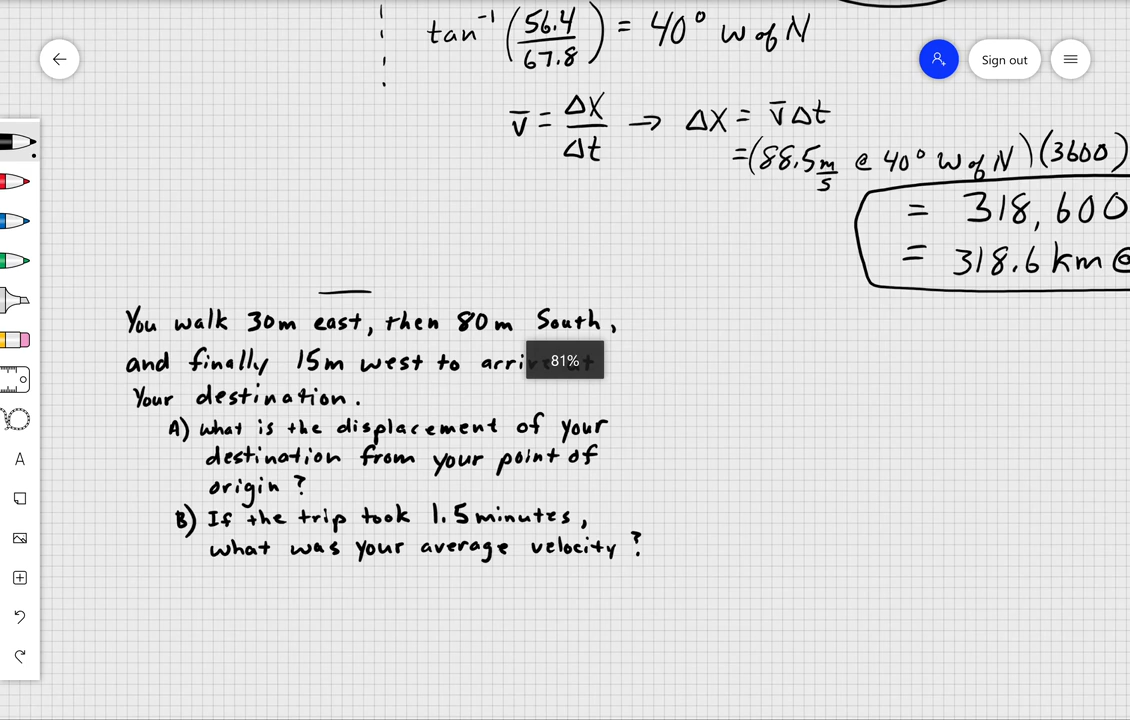 tan⁻¹ (56.4/67.8) = 40° W of N
v̄ = ΔX/Δt → ΔX = v̄Δt
=(88.5 m/s @ 40° W of N)(3600)
= 318,600
= 318.6 km @
You walk 30m east, then 80m South,
and finally 15m west to
your destination.
A) What is the displacement of your
destination from your point of
origin?
B) If the trip took 1.5 minutes,
what was your average velocity?
81%
Sign out
A